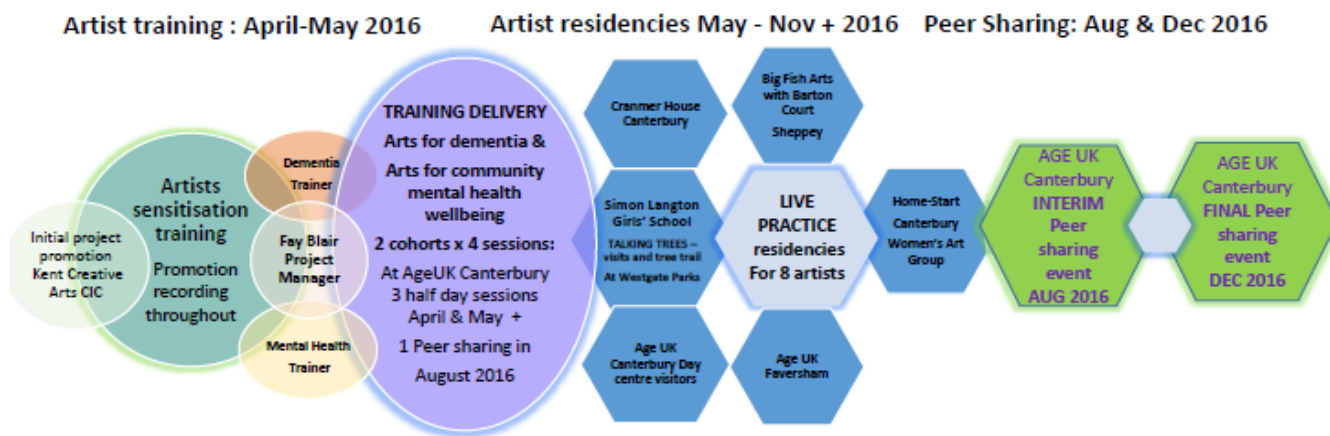 Artist training : April-May 2016
Artist residencies May - Nov + 2016
Peer Sharing: Aug & Dec 2016
Initial project
promotion
Kent Creative
Arts CIC
Artists
sensitisation
training
Promotion
recording
throughout
Dementia
Trainer
Fay Blair
Project
Manager
Mental Health
Trainer
TRAINING DELIVERY
Arts for dementia &
Arts for community
mental health
wellbeing
2 cohorts x 4 sessions:
At AgeUK Canterbury
3 half day sessions
April & May +
1 Peer sharing in
August 2016
Cranmer House
Canterbury
Simon Langton
Girls' School
TALKING TREES –
visits and tree trail
At Westgate Parks
Age UK
Canterbury Day
centre visitors
Big Fish Arts
with Barton
Court
Sheppey
LIVE
PRACTICE
residencies
For 8 artists
Age UK
Faversham
Home-Start
Canterbury
Women's Art
Group
AGE UK
Canterbury
INTERIM
Peer
sharing
event
AUG 2016
AGE UK
Canterbury
FINAL Peer
sharing
event
DEC 2016